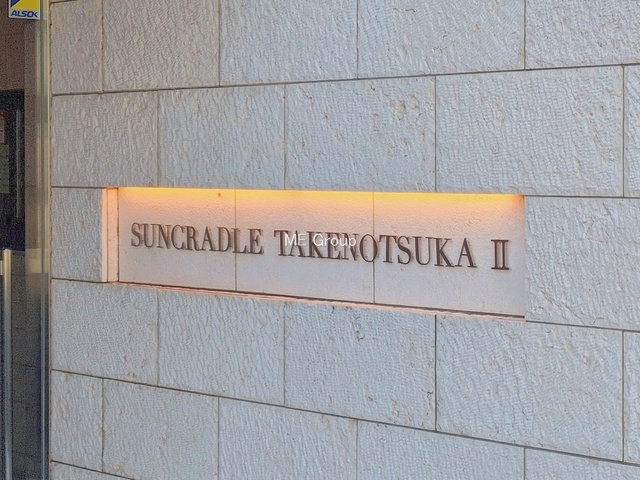 ALSOK
SUNCRADLE TAKENOTSUKA II
ME Group